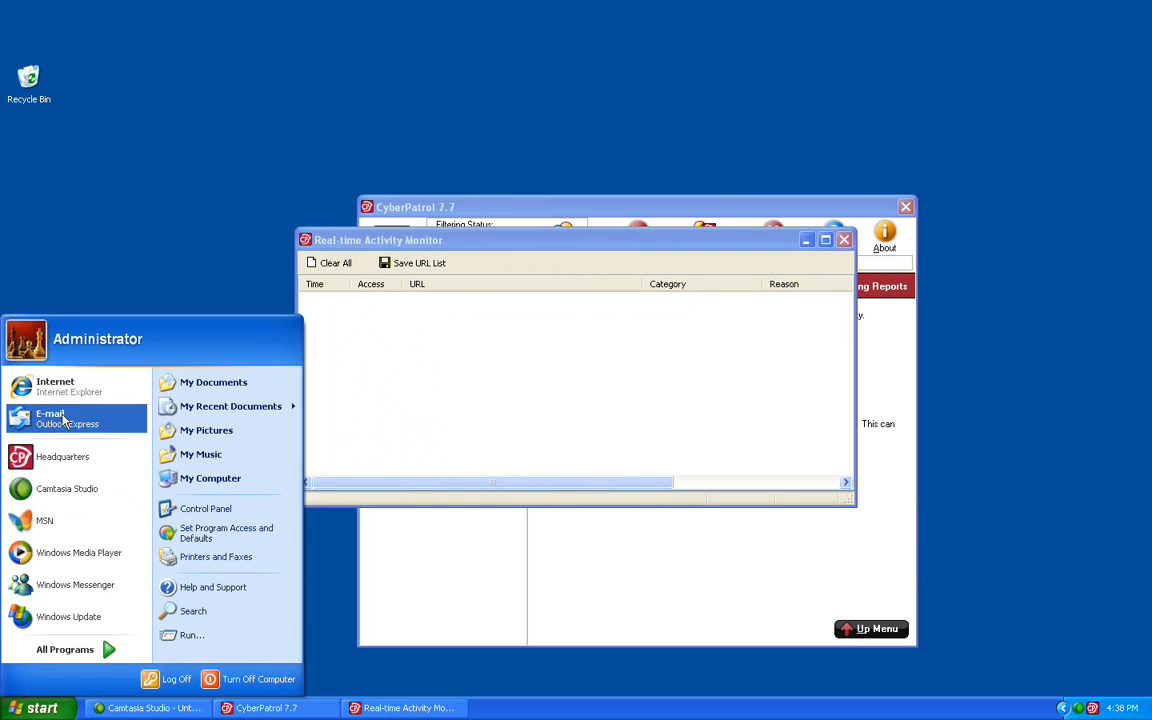 Recycle Bin
CyberPatrol 7.7
Filtering Status:
About
Real-time Activity Monitor
Clear All
Save URL List
Time
Access
URL
Category
Reason
ng Reports
y.
This can
Up Menu
Administrator
Internet
Internet Explorer
E-mail
Outlook Express
Headquarters
Camtasia Studio
MSN
Windows Media Player
Windows Messenger
Windows Update
All Programs
My Documents
My Recent Documents
My Pictures
My Music
My Computer
Control Panel
Set Program Access and
Defaults
Printers and Faxes
Help and Support
Search
Run...
Log Off
Turn Off Computer
start
Camtasia Studio - Unt...
CyberPatrol 7.7
Real-time Activity Mo...
4:38 PM